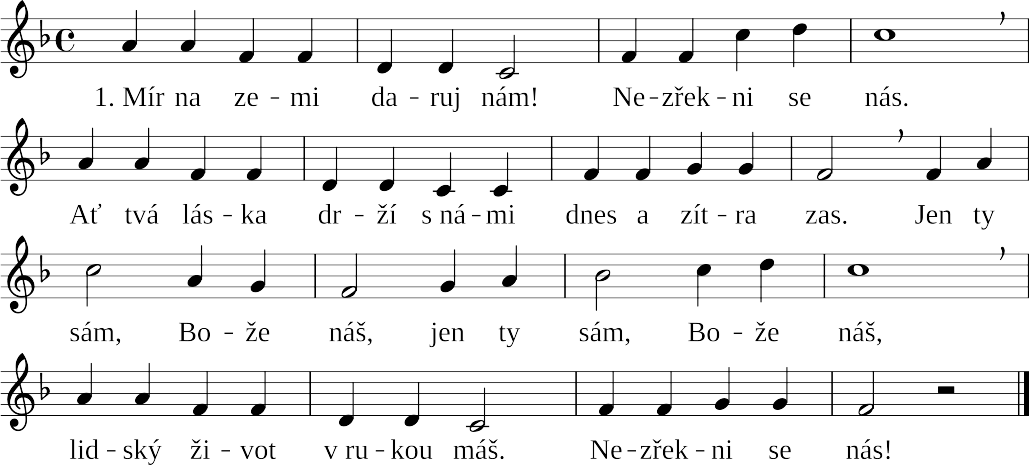 1. Mír na ze - mi da - ruj nám! Ne - zřek - ni se nás.
Ať tvá lás - ka dr - ží s ná - mi dnes a zít - ra zas. Jen ty
sám, Bo - že náš, jen ty sám, Bo - že náš,
lid - ský ži - vot v ru - kou máš. Ne - zřek - ni se nás!